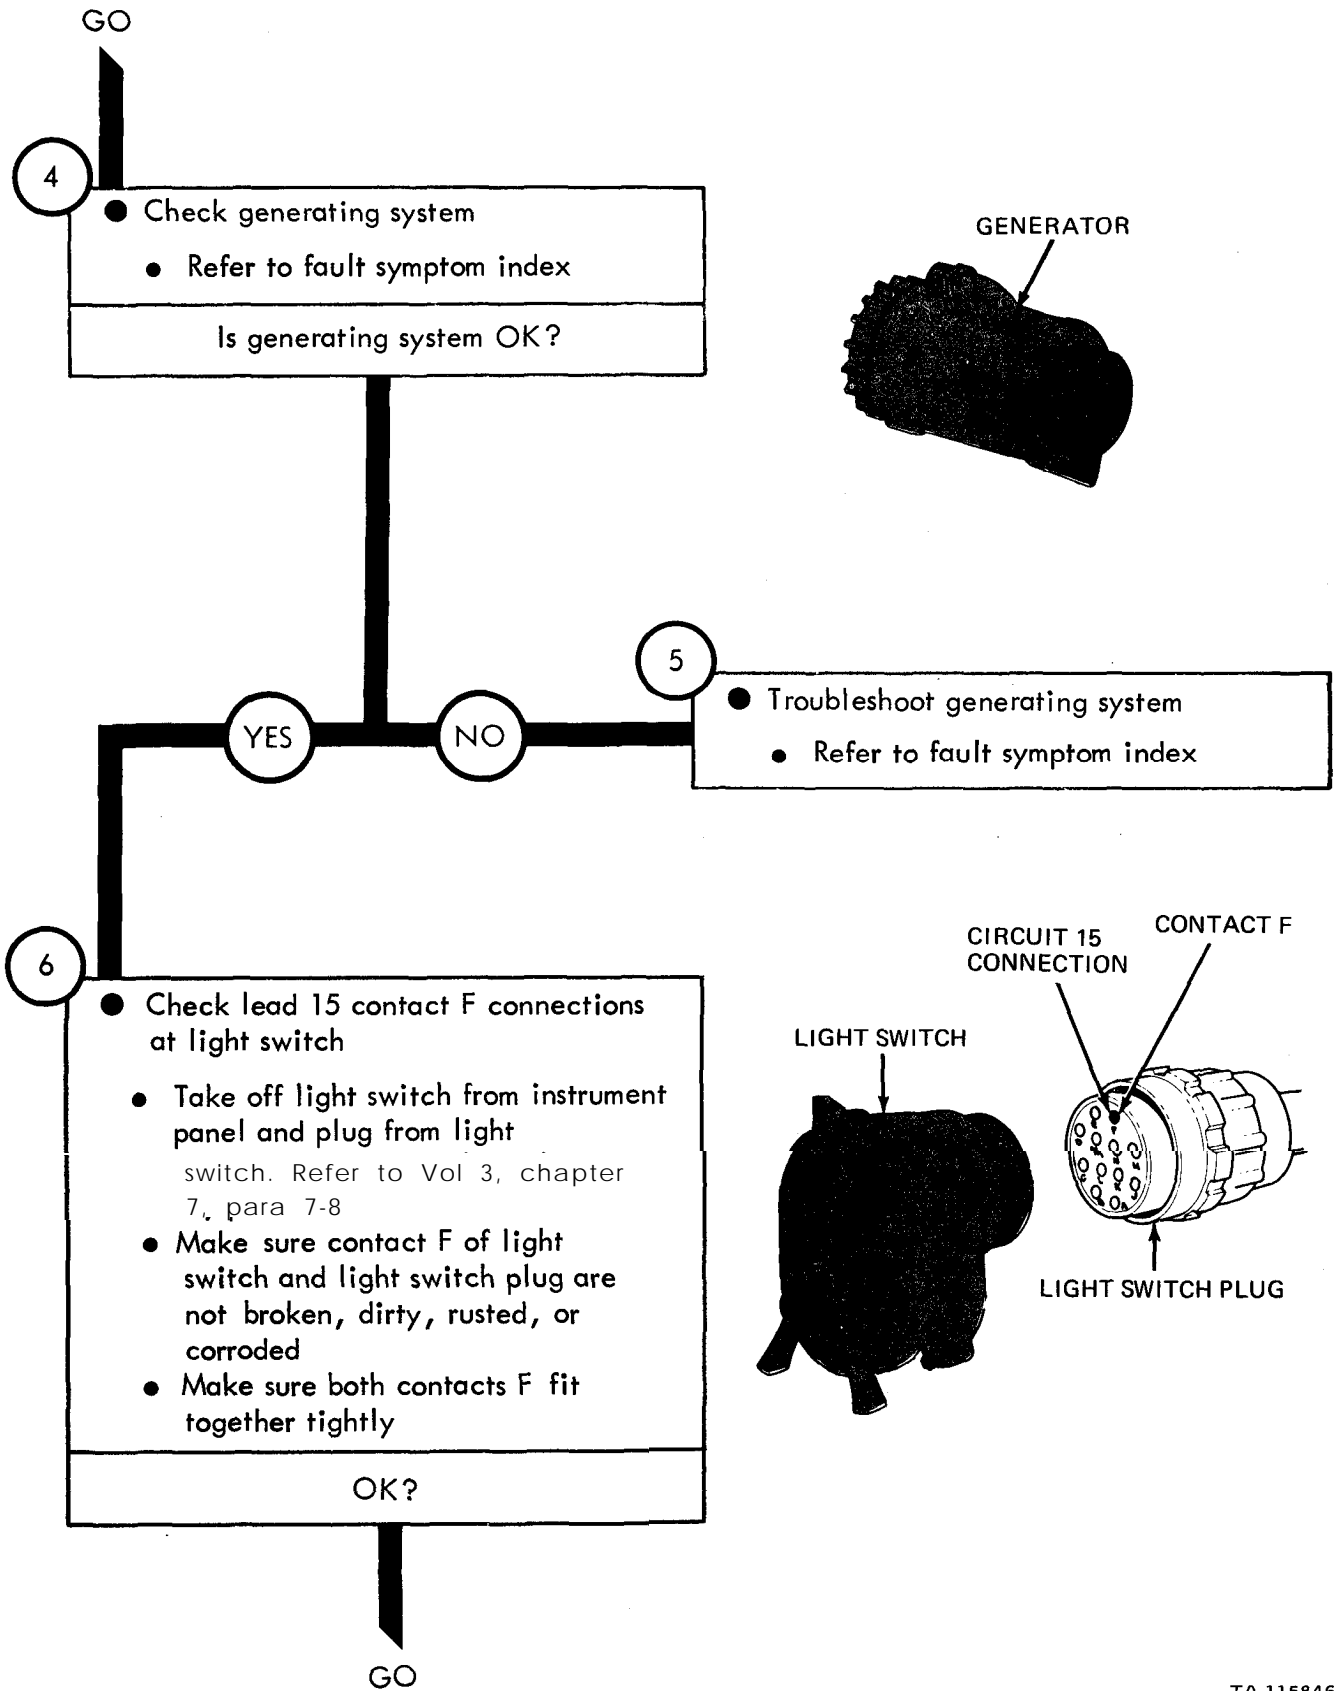 GO
4
● Check generating system
● Refer to fault symptom index
Is generating system OK?
GENERATOR
5
● Troubleshoot generating system
● Refer to fault symptom index
YES
NO
6
● Check lead 15 contact F connections
at light switch
● Take off light switch from instrument
panel and plug from light
switch. Refer to Vol 3, chapter
7, para 7-8
● Make sure contact F of light
switch and light switch plug are
not broken, dirty, rusted, or
corroded
● Make sure both contacts F fit
together tightly
OK?
CIRCUIT 15
CONNECTION
CONTACT F
LIGHT SWITCH
LIGHT SWITCH PLUG
GO
TA 115846